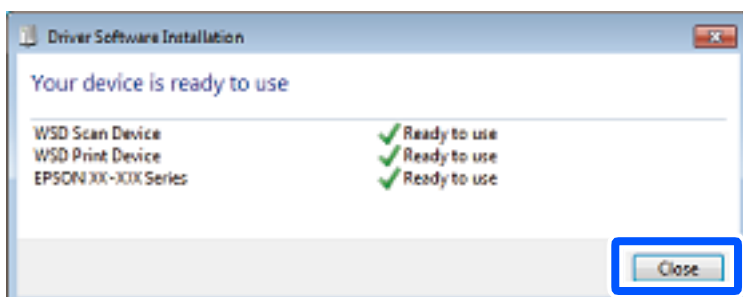 Driver Software Installation
Your device is ready to use
WSD Scan Device Ready to use
WSD Print Device Ready to use
EPSON XX-XXX Series Ready to use
Close